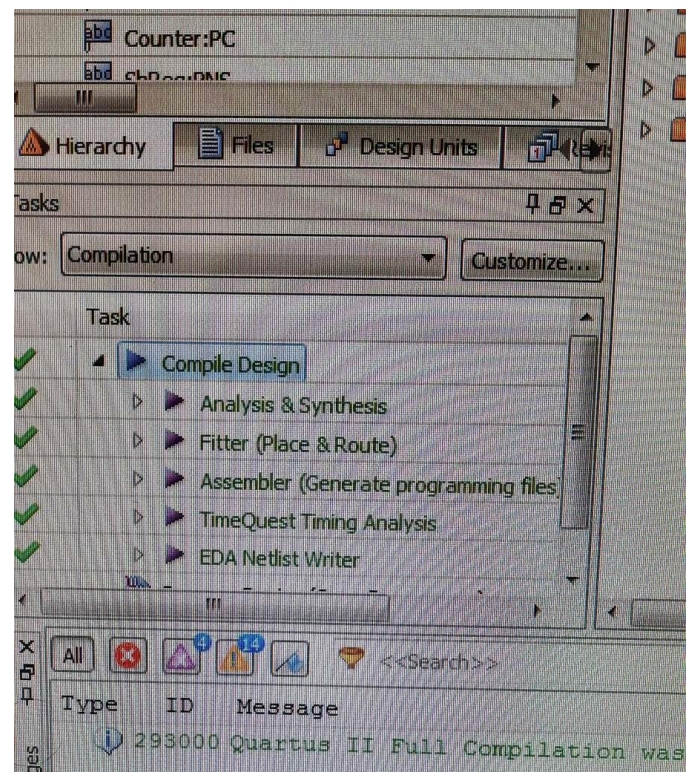 abc Counter:PC
abc
Hierarchy Files Design Units
Tasks
Compilation Customize...
Task
Compile Design
Analysis & Synthesis
Fitter (Place & Route)
Assembler (Generate programming files
TimeQuest Timing Analysis
EDA Netlist Writer
All 4 14 <<Search>>
Type ID Message
293000 Quartus II Full Compilation was